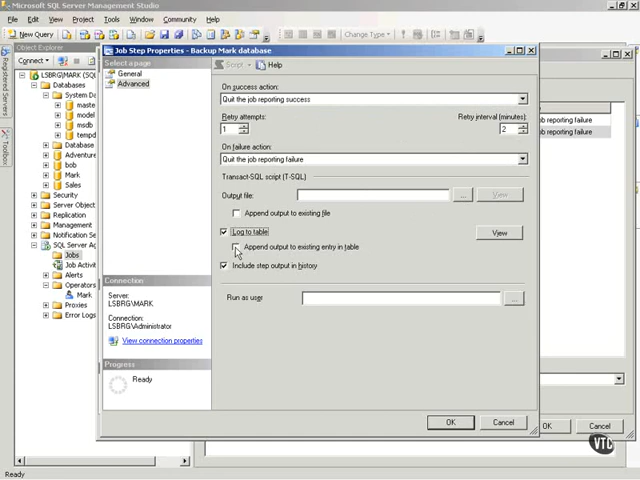 Microsoft SQL Server Management Studio
File Edit View Project Tools Window Community Help
New Query
Change Type
Registered Servers
Toolbox
Object Explorer
Connect
LSBRG\MARK (SQL
Databases
System Da
maste
model
msdb
tempd
Database
Adventure
bob
Mark
Sales
Security
Server Object
Replication
Management
Notification Se
SQL Server Ag
Jobs
Job Activi
Alerts
Operators
Mark
Proxies
Error Logs
Job Step Properties - Backup Mark database
Select a page
General
Advanced
Script
Help
On success action:
Quit the job reporting success
Retry attempts:
Retry interval (minutes):
1
2
On failure action:
Quit the job reporting failure
Transact-SQL script (T-SQL)
Output file:
...
View
Append output to existing file
Log to table
View
Append output to existing entry in table
Include step output in history
Run as user
...
Connection
Server:
LSBRG\MARK
Connection:
LSBRG\Administrator
View connection properties
Progress
Ready
OK
Cancel
job reporting failure
job reporting failure
OK
Cancel
VTC
Ready